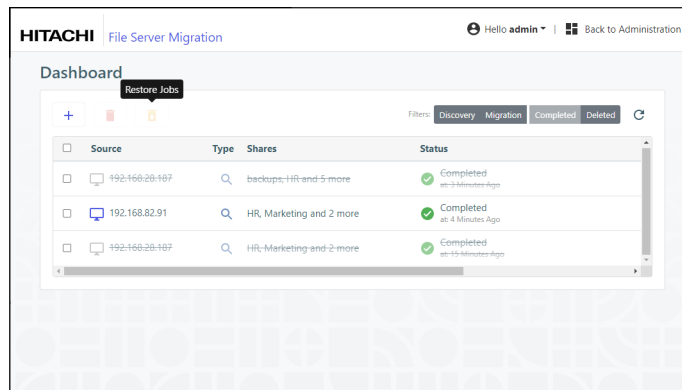 HITACHI File Server Migration Hello admin | Back to Administration
Dashboard
Restore Jobs
+ Filters: Discovery Migration Completed Deleted
Source Type Shares Status
192.168.28.187 backups, HR and 5 more Completed
at: 3 Minutes Ago
192.168.82.91 HR, Marketing and 2 more Completed
at: 4 Minutes Ago
192.168.28.187 HR, Marketing and 2 more Completed
at: 15 Minutes Ago